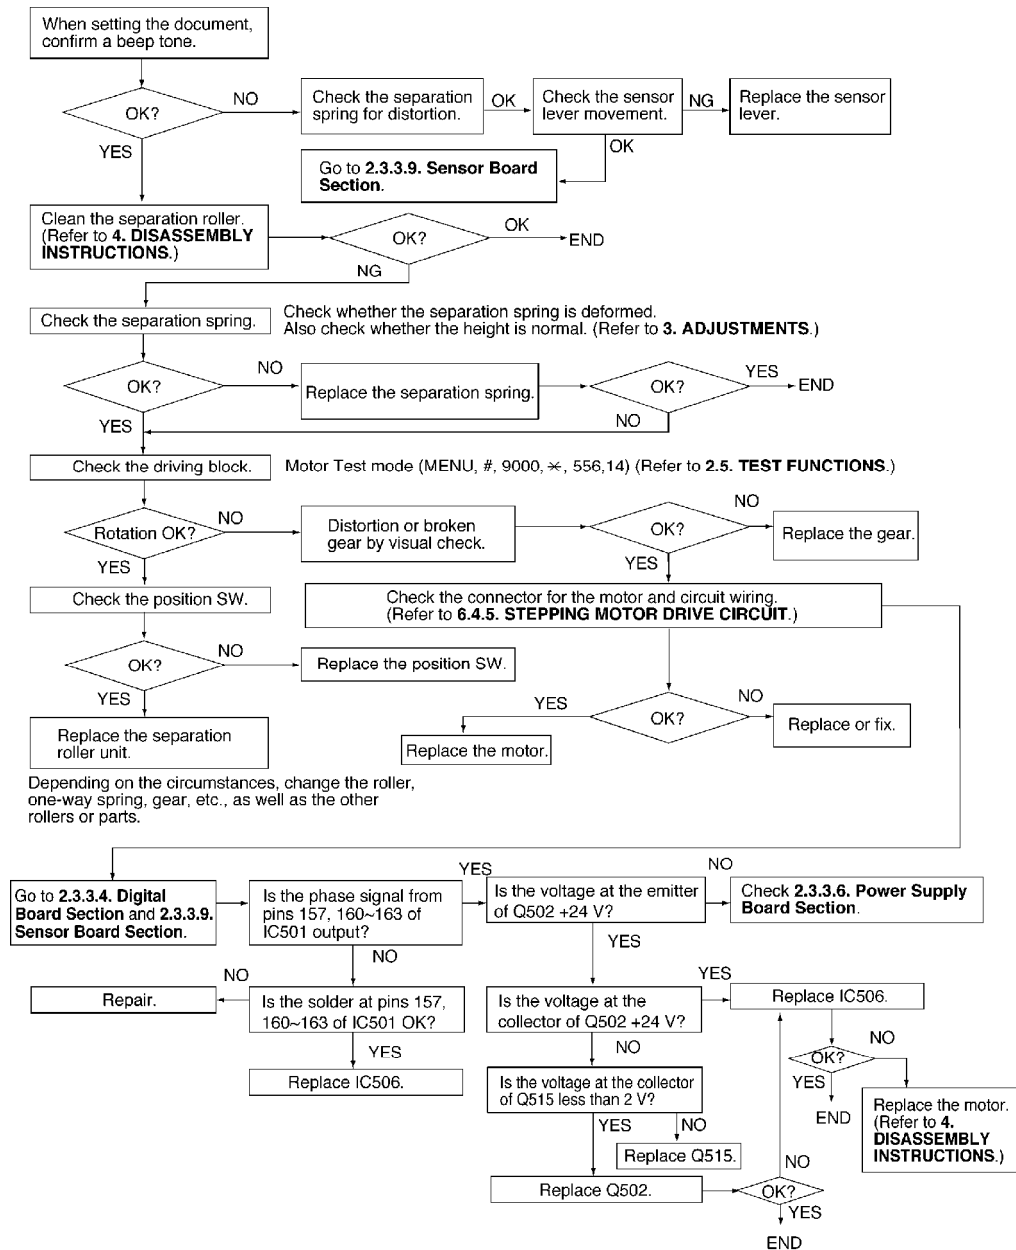 When setting the document,
confirm a beep tone.
OK?
NO
Check the separation
spring for distortion.
OK
Check the sensor
lever movement.
NG
Replace the sensor
lever.
YES
OK
Go to 2.3.3.9. Sensor Board
Section.
Clean the separation roller.
(Refer to 4. DISASSEMBLY
INSTRUCTIONS.)
OK?
OK
END
NG
Check the separation spring.
Check whether the separation spring is deformed.
Also check whether the height is normal. (Refer to 3. ADJUSTMENTS.)
OK?
NO
Replace the separation spring.
OK?
YES
END
YES
NO
Check the driving block.
Motor Test mode (MENU, #, 9000, ✳, 556,14) (Refer to 2.5. TEST FUNCTIONS.)
Rotation OK?
NO
Distortion or broken
gear by visual check.
OK?
NO
Replace the gear.
YES
YES
Check the position SW.
Check the connector for the motor and circuit wiring.
(Refer to 6.4.5. STEPPING MOTOR DRIVE CIRCUIT.)
OK?
NO
Replace the position SW.
YES
YES
OK?
NO
Replace or fix.
Replace the motor.
Replace the separation
roller unit.
Depending on the circumstances, change the roller,
one-way spring, gear, etc., as well as the other
rollers or parts.
Go to 2.3.3.4. Digital
Board Section and 2.3.3.9.
Sensor Board Section.
Is the phase signal from
pins 157, 160~163 of
IC501 output?
YES
Is the voltage at the emitter
of Q502 +24 V?
NO
Check 2.3.3.6. Power Supply
Board Section.
NO
YES
Repair.
NO
Is the solder at pins 157,
160~163 of IC501 OK?
Is the voltage at the
collector of Q502 +24 V?
YES
Replace IC506.
YES
Replace IC506.
NO
OK?
NO
YES
END
Is the voltage at the collector
of Q515 less than 2 V?
Replace the motor.
(Refer to 4.
DISASSEMBLY
INSTRUCTIONS.)
YES
NO
Replace Q515.
Replace Q502.
OK?
NO
YES
END